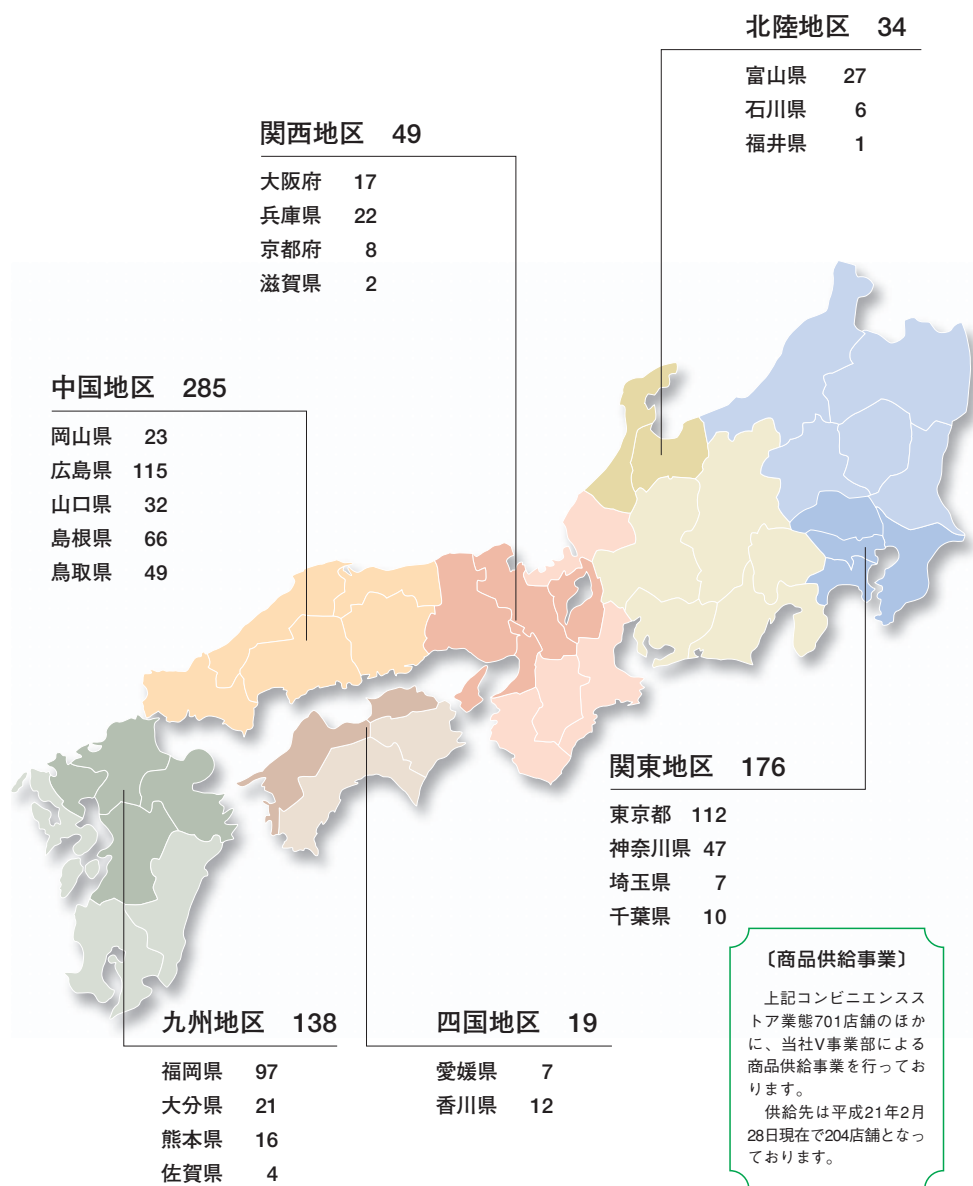 北陸地区 34
富山県 27
石川県 6
福井県 1
関西地区 49
大阪府 17
兵庫県 22
京都府 8
滋賀県 2
中国地区 285
岡山県 23
広島県 115
山口県 32
島根県 66
鳥取県 49
関東地区 176
東京都 112
神奈川県 47
埼玉県 7
千葉県 10
九州地区 138
福岡県 97
大分県 21
熊本県 16
佐賀県 4
四国地区 19
愛媛県 7
香川県 12
〔商品供給事業〕
上記コンビニエンスス
トア業態701店舗のほか
に、当社V事業部による
商品供給事業を行ってお
ります。
供給先は平成21年2月
28日現在で204店舗となっ
ております。